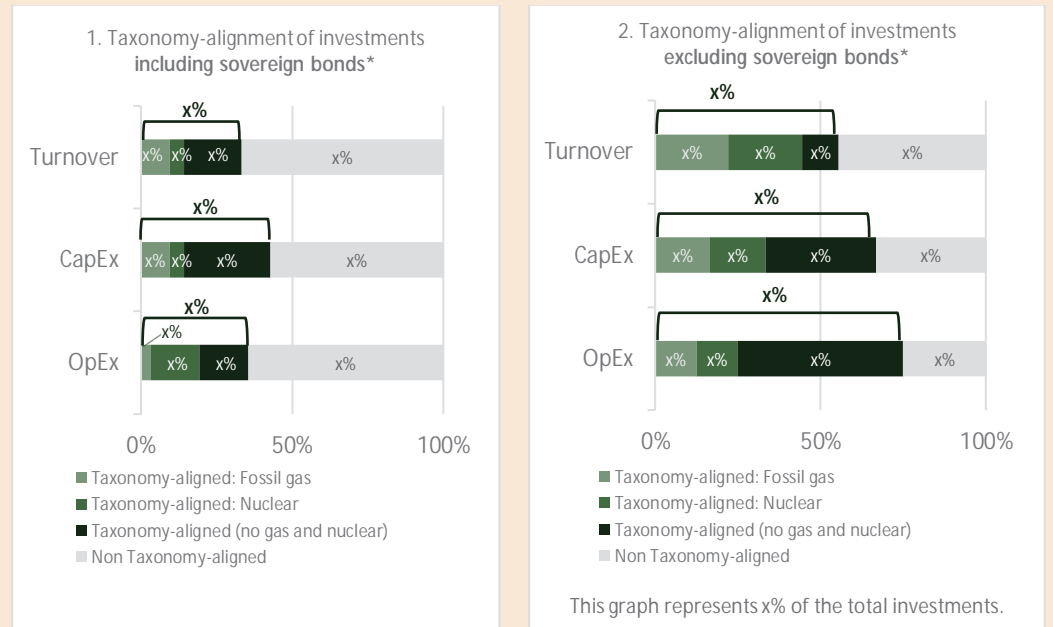 1. Taxonomy-alignment of investments
including sovereign bonds*
x%
Turnover
x% x% x% x%
x%
CapEx
x% x% x% x%
x%
x%
OpEx
x% x% x%
0% 50% 100%
Taxonomy-aligned: Fossil gas
Taxonomy-aligned: Nuclear
Taxonomy-aligned (no gas and nuclear)
Non Taxonomy-aligned
2. Taxonomy-alignment of investments
excluding sovereign bonds*
x%
Turnover
x% x% x% x%
x%
CapEx
x% x% x% x%
x%
OpEx
x% x% x% x%
0% 50% 100%
Taxonomy-aligned: Fossil gas
Taxonomy-aligned: Nuclear
Taxonomy-aligned (no gas and nuclear)
Non Taxonomy-aligned
This graph represents x% of the total investments.